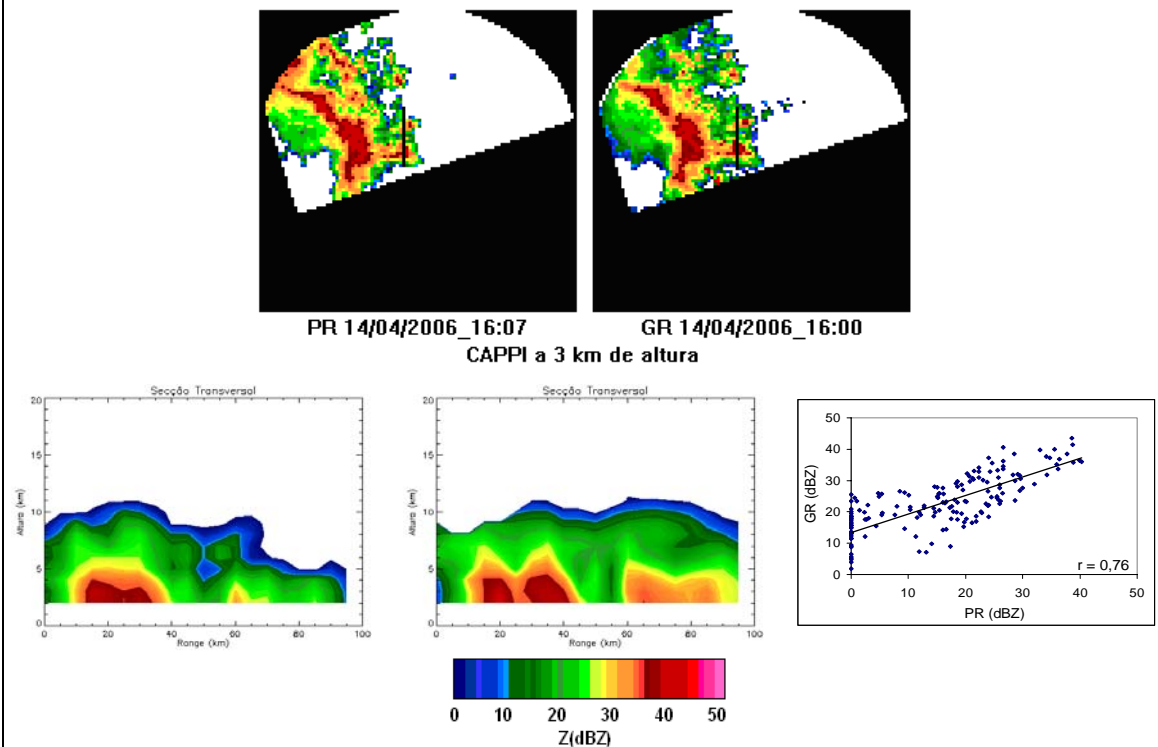 PR 14/04/2006_16:07
GR 14/04/2006_16:00
CAPPI a 3 km de altura
Secção Transversal
20
15
10
5
0
Altura (km)
0 20 40 60 80 100
Range (km)
Secção Transversal
20
15
10
5
0
Altura (km)
0 20 40 60 80 100
Range (km)
50
40
30
20
10
0
GR (dBZ)
r = 0,76
0 10 20 30 40 50
PR (dBZ)
0 10 20 30 40 50
Z(dBZ)